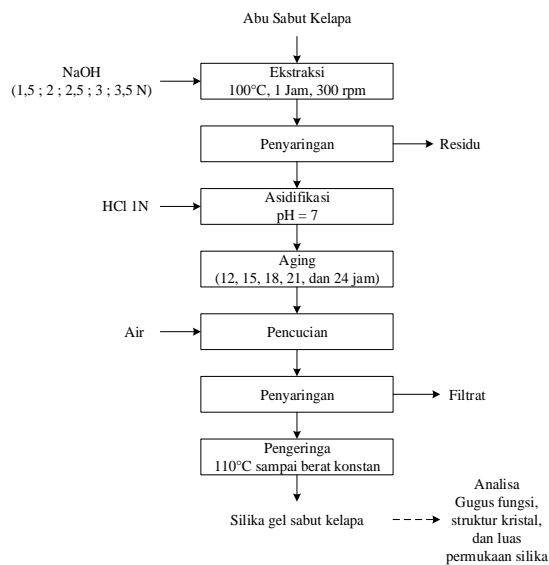 Abu Sabut Kelapa
NaOH
(1,5 ; 2 ; 2,5 ; 3 ; 3,5 N)
Ekstraksi
100°C, 1 Jam, 300 rpm
Penyaringan
Residu
HCl 1N
Asidifikasi
pH = 7
Aging
(12, 15, 18, 21, dan 24 jam)
Air
Pencucian
Penyaringan
Filtrat
Pengeringa
110°C sampai berat konstan
Silika gel sabut kelapa
Analisa
Gugus fungsi,
struktur kristal,
dan luas
permukaan silika